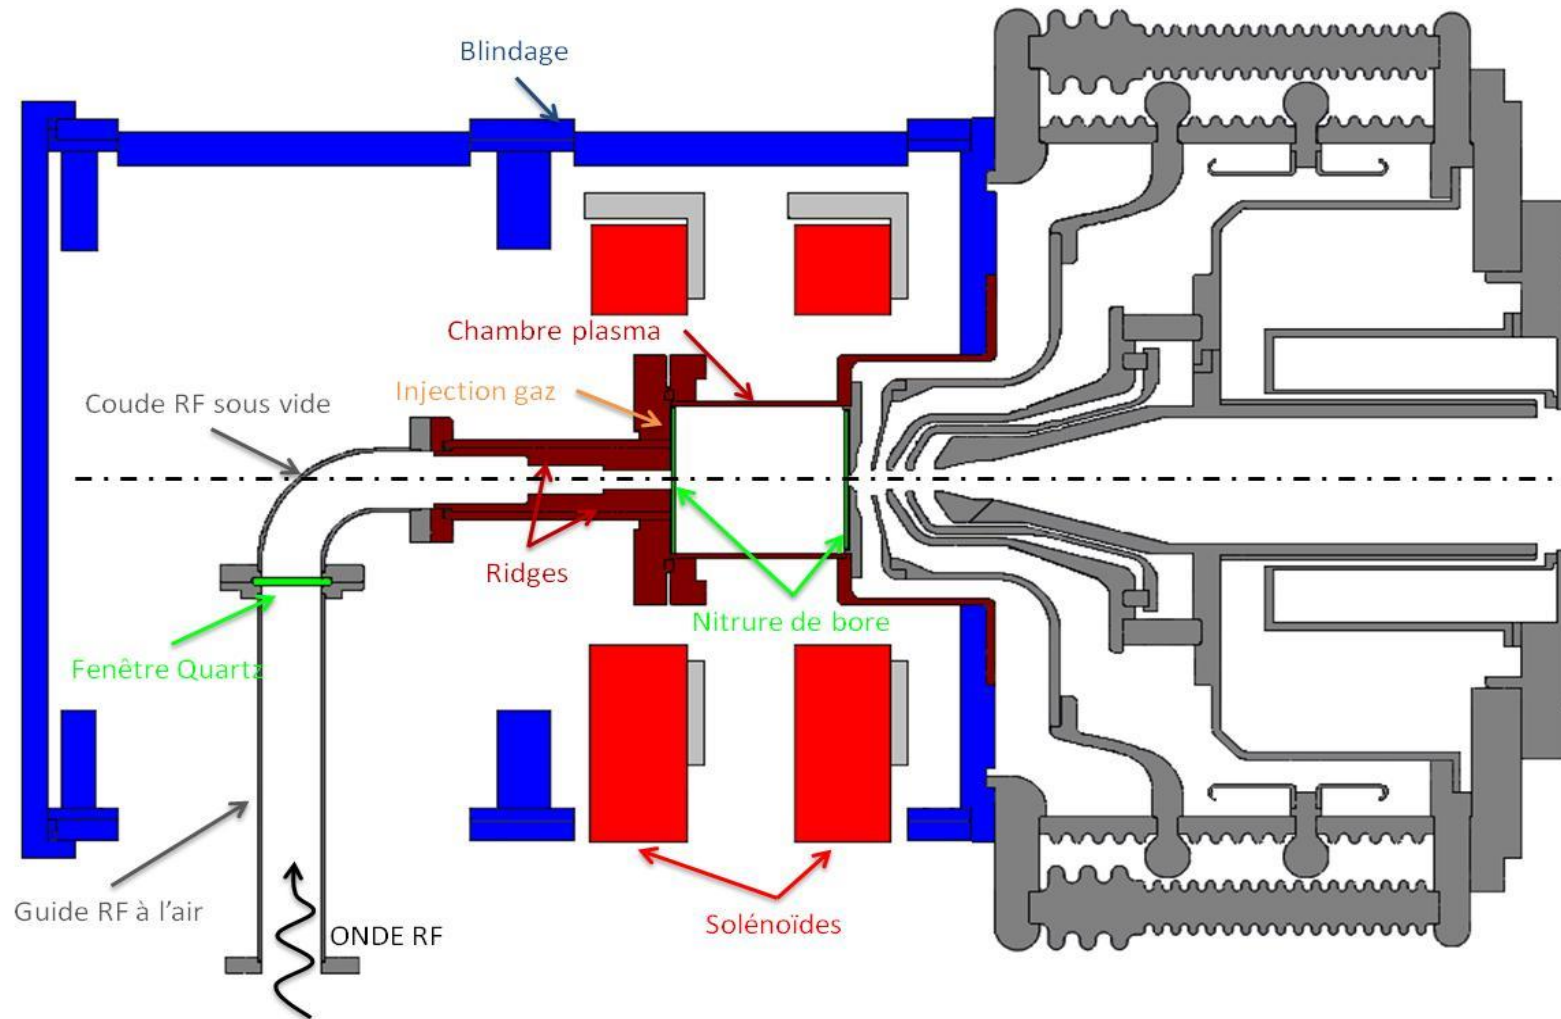 Blindage
Chambre plasma
Injection gaz
Coude RF sous vide
Ridges
Nitrure de bore
Fenêtre Quartz
Guide RF à l'air
ONDE RF
Solénoïdes